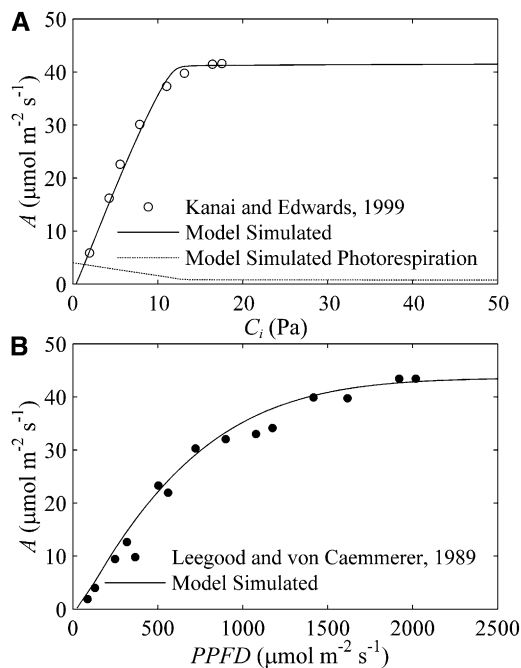 A
50
40
30
20
10
0
A (μmol m⁻² s⁻¹)
Kanai and Edwards, 1999
Model Simulated
Model Simulated Photorespiration
0 10 20 30 40 50
Cᵢ (Pa)
B
50
40
30
20
10
0
A (μmol m⁻² s⁻¹)
Leegood and von Caemmerer, 1989
Model Simulated
0 500 1000 1500 2000 2500
PPFD (μmol m⁻² s⁻¹)